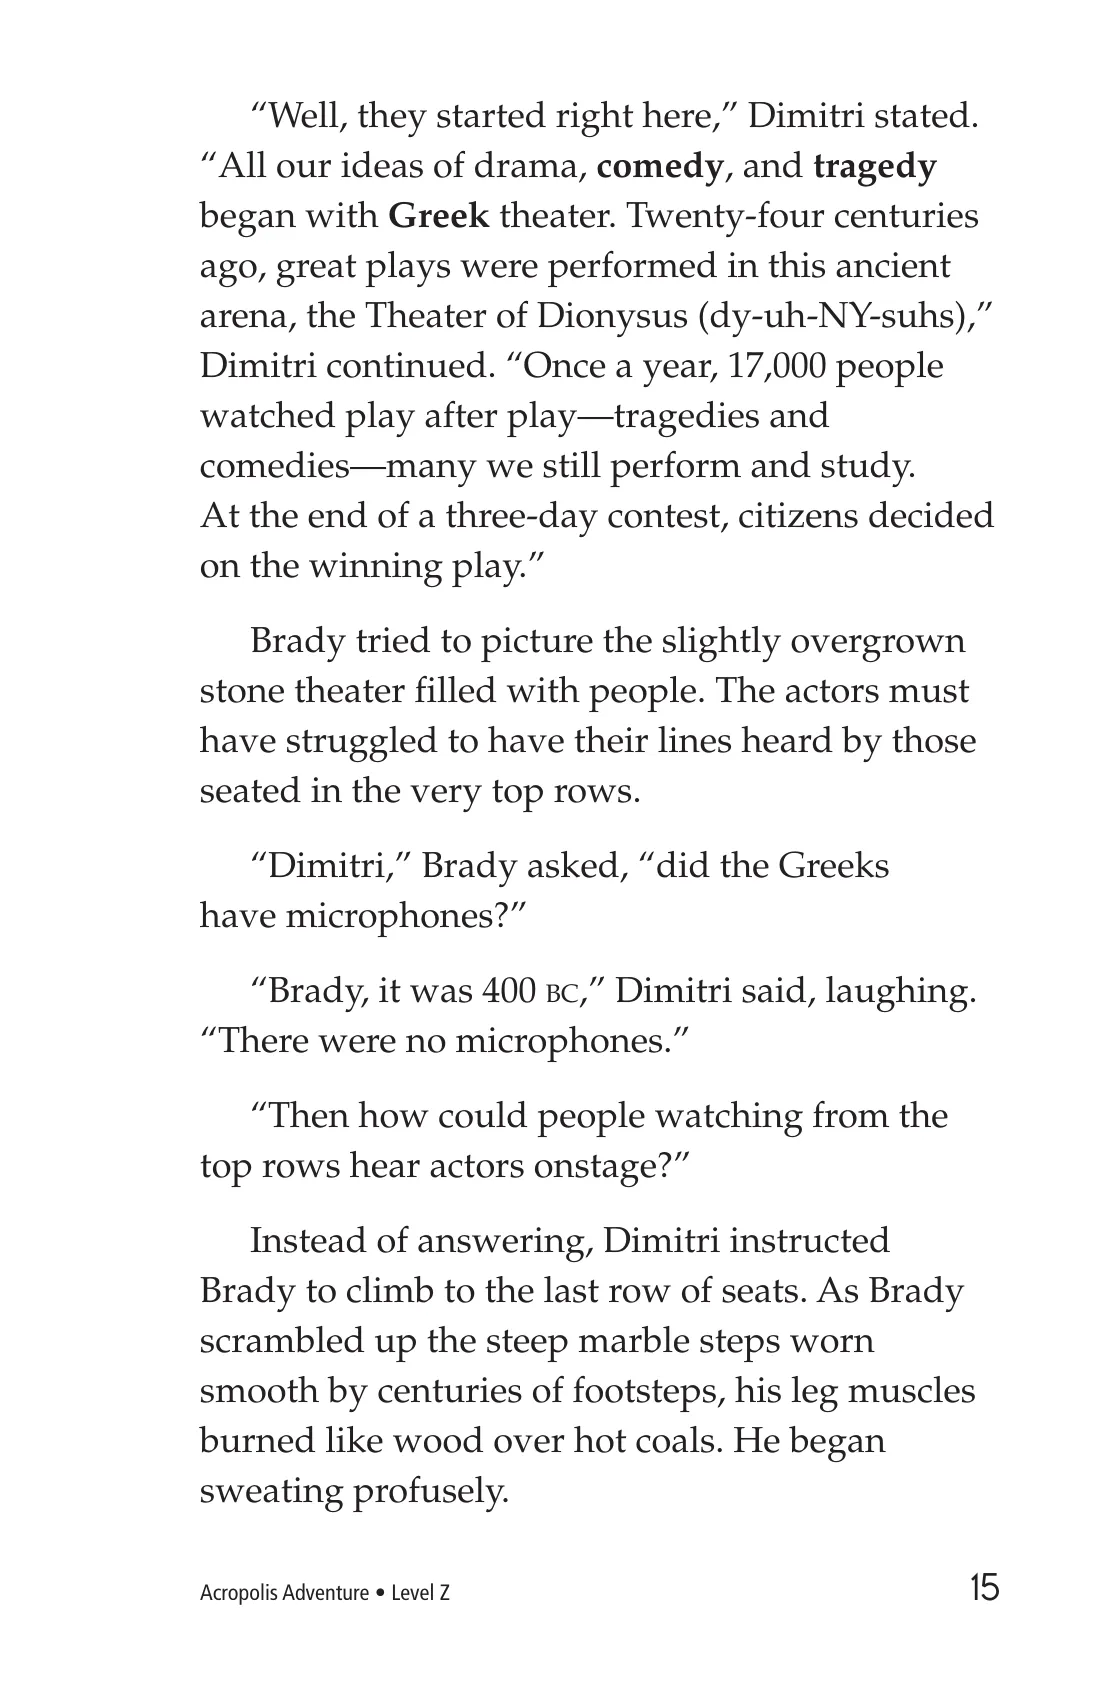 “Well, they started right here,” Dimitri stated.
“All our ideas of drama, comedy, and tragedy
began with Greek theater. Twenty-four centuries
ago, great plays were performed in this ancient
arena, the Theater of Dionysus (dy-uh-NY-suhs),”
Dimitri continued. “Once a year, 17,000 people
watched play after play—tragedies and
comedies—many we still perform and study.
At the end of a three-day contest, citizens decided
on the winning play.”
Brady tried to picture the slightly overgrown
stone theater filled with people. The actors must
have struggled to have their lines heard by those
seated in the very top rows.
“Dimitri,” Brady asked, “did the Greeks
have microphones?”
“Brady, it was 400 BC,” Dimitri said, laughing.
“There were no microphones.”
“Then how could people watching from the
top rows hear actors onstage?”
Instead of answering, Dimitri instructed
Brady to climb to the last row of seats. As Brady
scrambled up the steep marble steps worn
smooth by centuries of footsteps, his leg muscles
burned like wood over hot coals. He began
sweating profusely.
Acropolis Adventure • Level Z 15